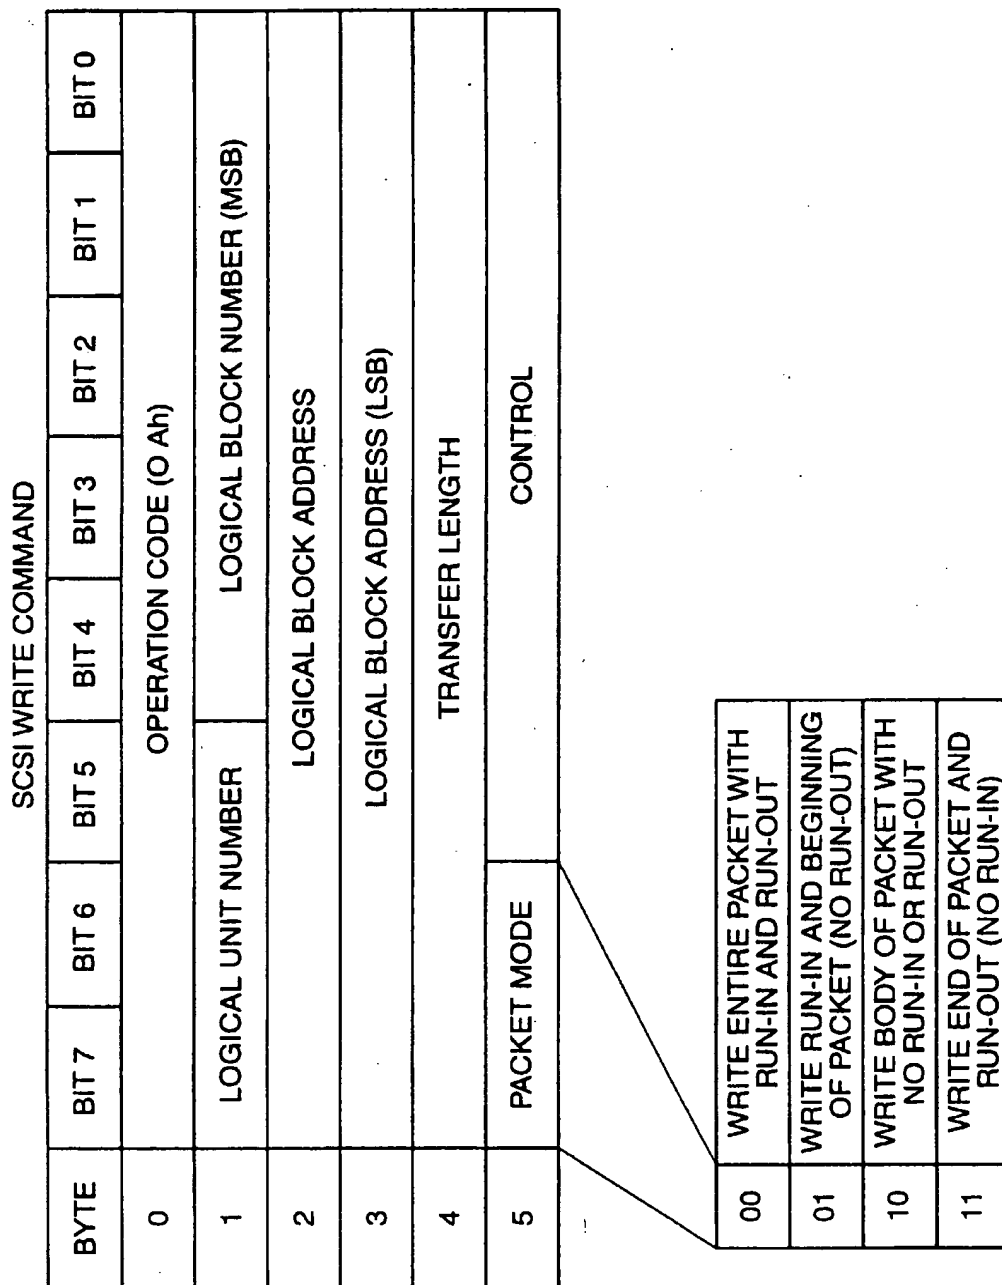 SCSI WRITE COMMAND
BYTE BIT 7 BIT 6 BIT 5 BIT 4 BIT 3 BIT 2 BIT 1 BIT 0
0 OPERATION CODE (O Ah)
1 LOGICAL UNIT NUMBER LOGICAL BLOCK NUMBER (MSB)
2 LOGICAL BLOCK ADDRESS
3 LOGICAL BLOCK ADDRESS (LSB)
4 TRANSFER LENGTH
5 PACKET MODE CONTROL
00 WRITE ENTIRE PACKET WITH
RUN-IN AND RUN-OUT
01 WRITE RUN-IN AND BEGINNING
OF PACKET (NO RUN-OUT)
10 WRITE BODY OF PACKET WITH
NO RUN-IN OR RUN-OUT
11 WRITE END OF PACKET AND
RUN-OUT (NO RUN-IN)